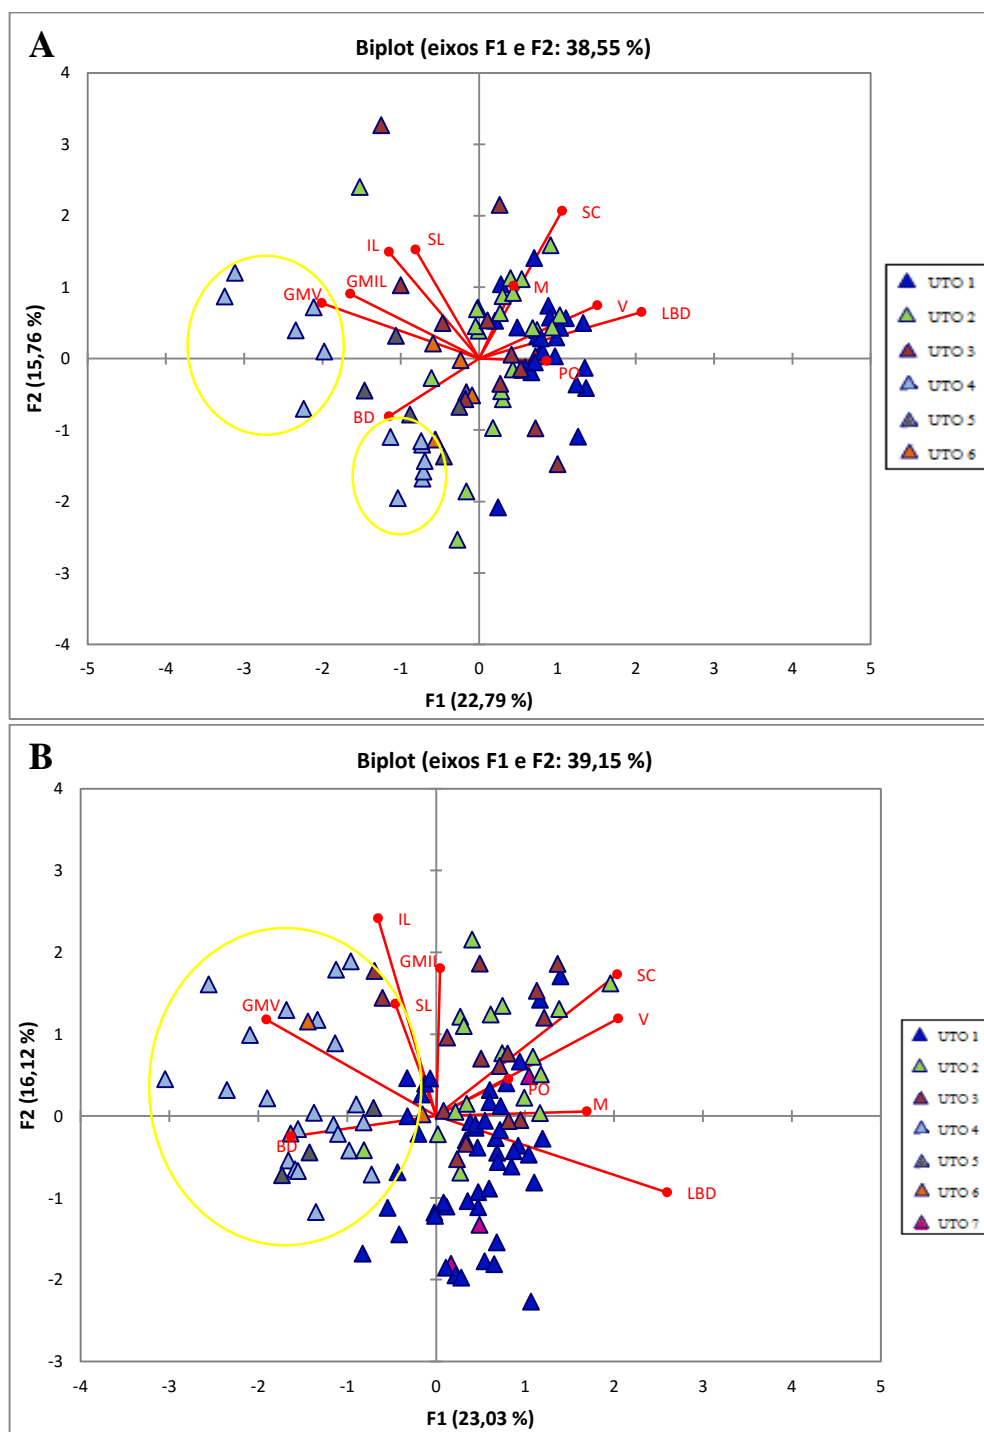 A
Biplot (eixos F1 e F2: 38,55 %)
4
3
2
1
0
-1
-2
-3
-4
F2 (15,76 %)
SC
IL
SL
GMIL
GMV
M
V
LBD
PO
BD
-5 -4 -3 -2 -1 0 1 2 3 4 5
F1 (22,79 %)
UTO 1
UTO 2
UTO 3
UTO 4
UTO 5
UTO 6
B
Biplot (eixos F1 e F2: 39,15 %)
4
3
2
1
0
-1
-2
-3
F2 (16,12 %)
IL
GMIL
SC
GMV
SL
V
PO
M
BD
LBD
-4 -3 -2 -1 0 1 2 3 4 5
F1 (23,03 %)
UTO 1
UTO 2
UTO 3
UTO 4
UTO 5
UTO 6
UTO 7